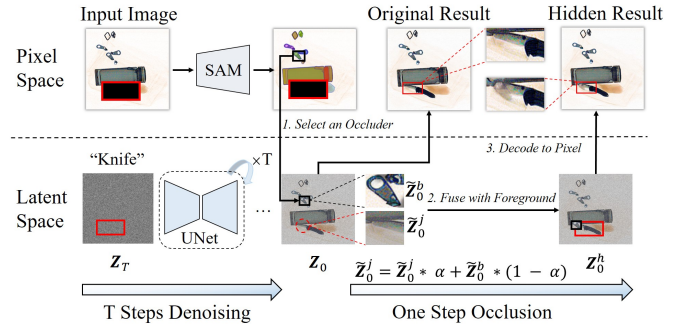 Input Image
Original Result
Hidden Result
Pixel
Space
SAM
1. Select an Occluder
3. Decode to Pixel
“Knife”
×T
Latent
Space
UNet
...
Z̃₀ᵇ
2. Fuse with Foreground
Z̃₀ʲ
Z_T
Z₀
Z₀ʰ
Z̃₀ʲ = Z̃₀ʲ * α + Z̃₀ᵇ * (1 − α)
T Steps Denoising
One Step Occlusion